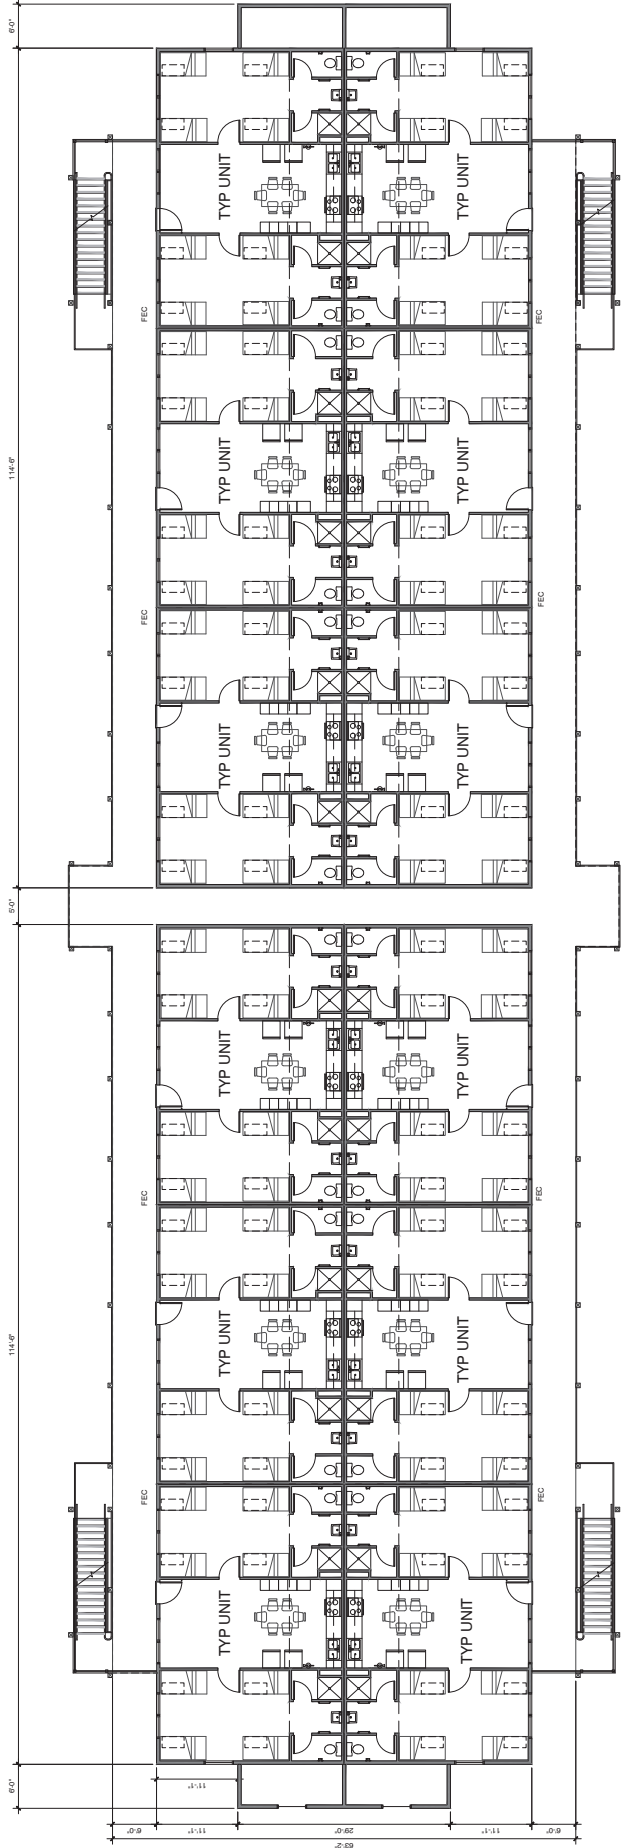 6'-0"
TYP UNIT
TYP UNIT
FEC
FEC
114'-6"
TYP UNIT
TYP UNIT
FEC
FEC
TYP UNIT
TYP UNIT
5'-0"
TYP UNIT
TYP UNIT
FEC
FEC
114'-6"
TYP UNIT
TYP UNIT
FEC
FEC
TYP UNIT
TYP UNIT
6'-0"
11'-1"
6'-0"
11'-1"
29'-0"
11'-1"
6'-0"
63'-2"